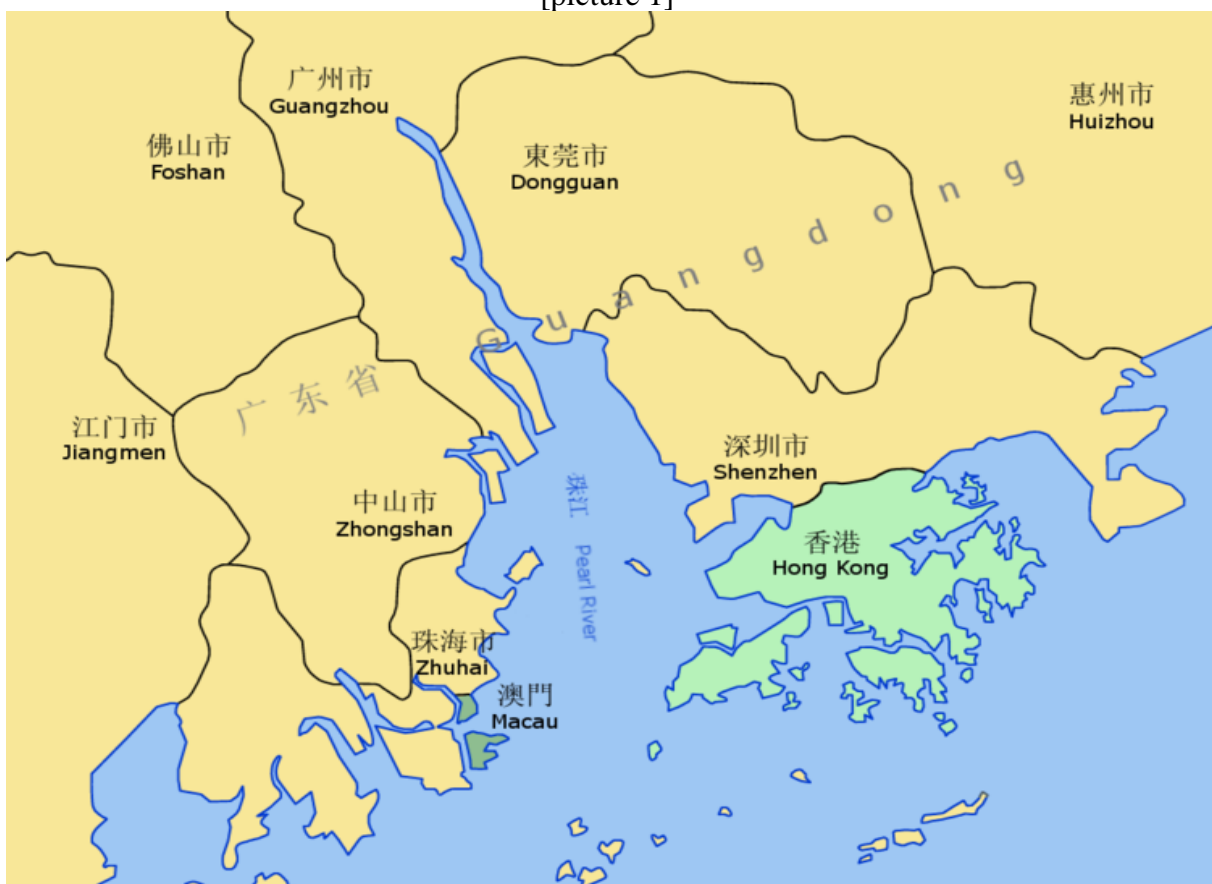 [picture 1]
广州市
Guangzhou
惠州市
Huizhou
佛山市
Foshan
東莞市
Dongguan
Guangdong
广东省
江门市
Jiangmen
深圳市
Shenzhen
中山市
Zhongshan
珠江 Pearl River
香港
Hong Kong
珠海市
Zhuhai
澳門
Macau